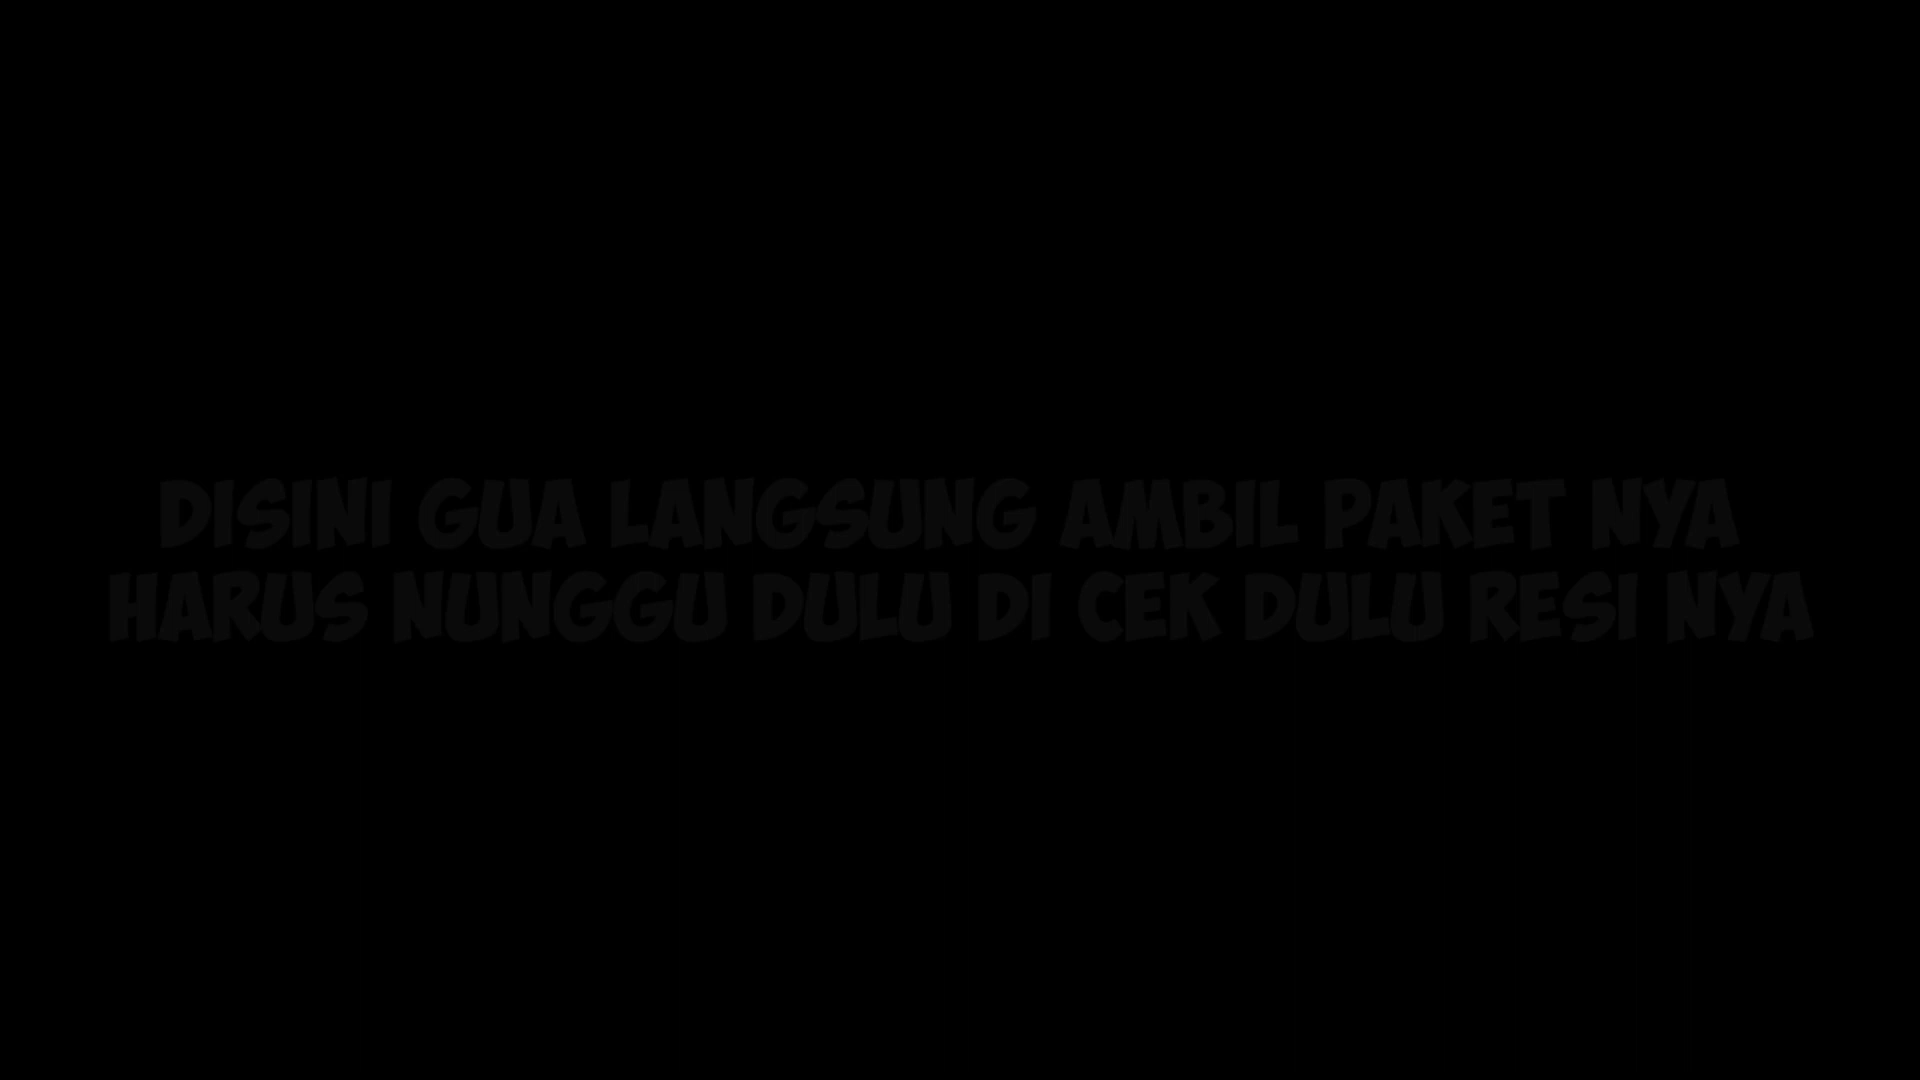 DISINI GUA LANGSUNG AMBIL PAKET NYA
HARUS NUNGGU DULU DI CEK DULU RESI NYA